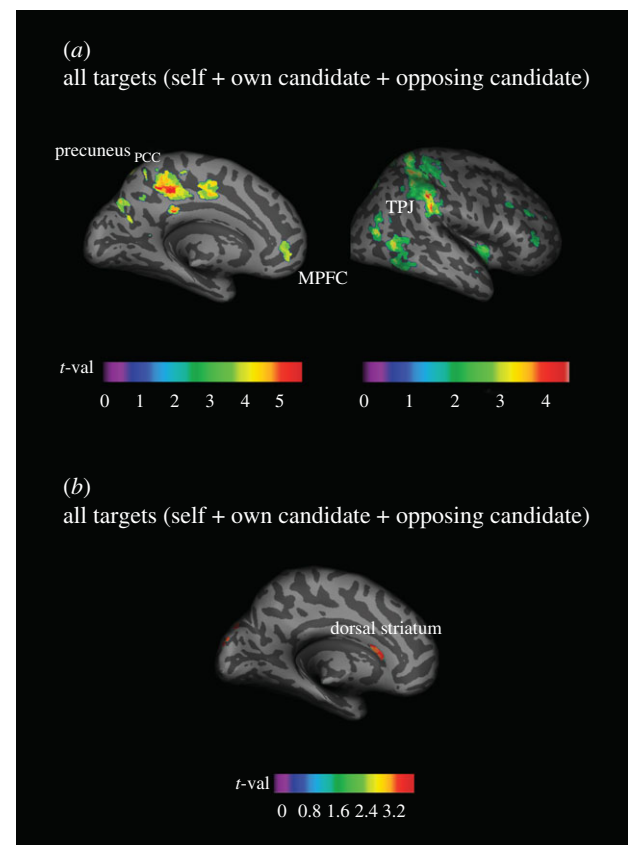 (a)
all targets (self + own candidate + opposing candidate)
precuneus PCC
TPJ
MPFC
t-val
0 1 2 3 4 5
0 1 2 3 4
(b)
all targets (self + own candidate + opposing candidate)
dorsal striatum
t-val
0 0.8 1.6 2.4 3.2